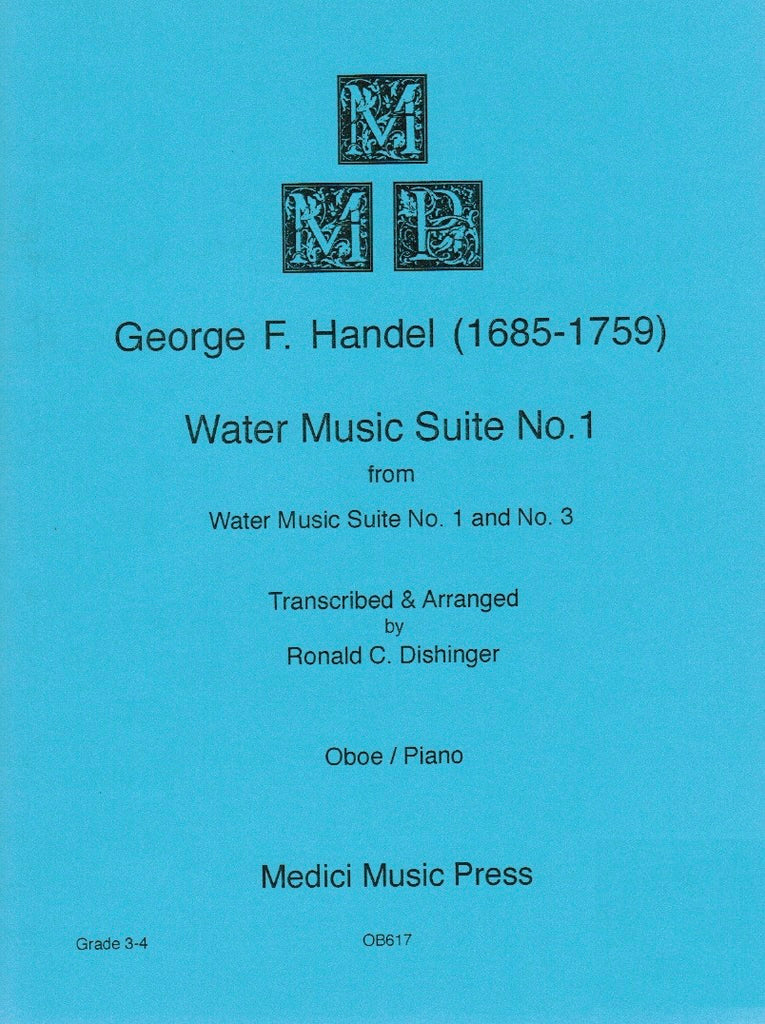 M
M P
George F. Handel (1685-1759)
Water Music Suite No.1
from
Water Music Suite No. 1 and No. 3
Transcribed & Arranged
by
Ronald C. Dishinger
Oboe / Piano
Medici Music Press
Grade 3-4 OB617